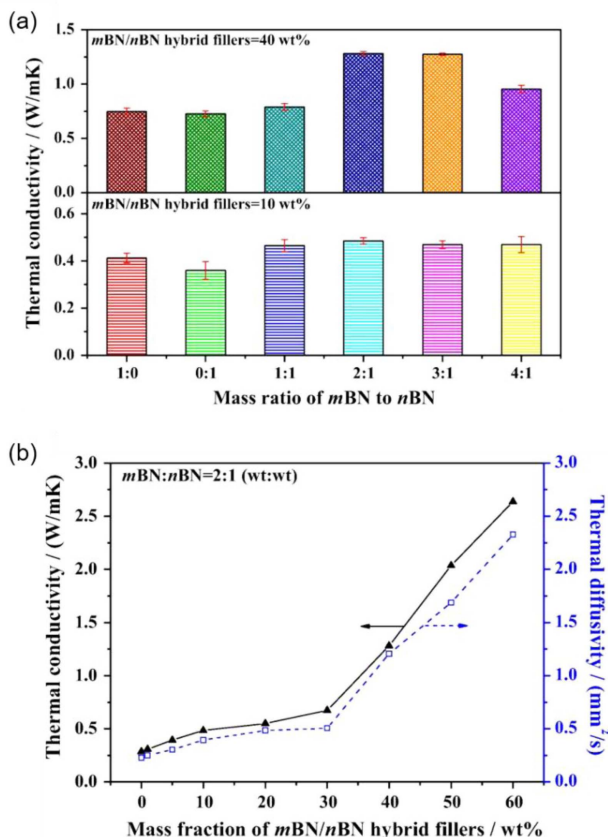 (a)
mBN/nBN hybrid fillers=40 wt%
1.5
1.0
0.5
0.0
mBN/nBN hybrid fillers=10 wt%
0.6
0.4
0.2
0.0
Thermal conductivity / (W/mK)
1:0 0:1 1:1 2:1 3:1 4:1
Mass ratio of mBN to nBN
(b)
mBN:nBN=2:1 (wt:wt)
3.0
2.5
2.0
1.5
1.0
0.5
0.0
Thermal conductivity / (W/mK)
3.0
2.5
2.0
1.5
1.0
0.5
0.0
Thermal diffusivity / (mm²/s)
0 10 20 30 40 50 60
Mass fraction of mBN/nBN hybrid fillers / wt%